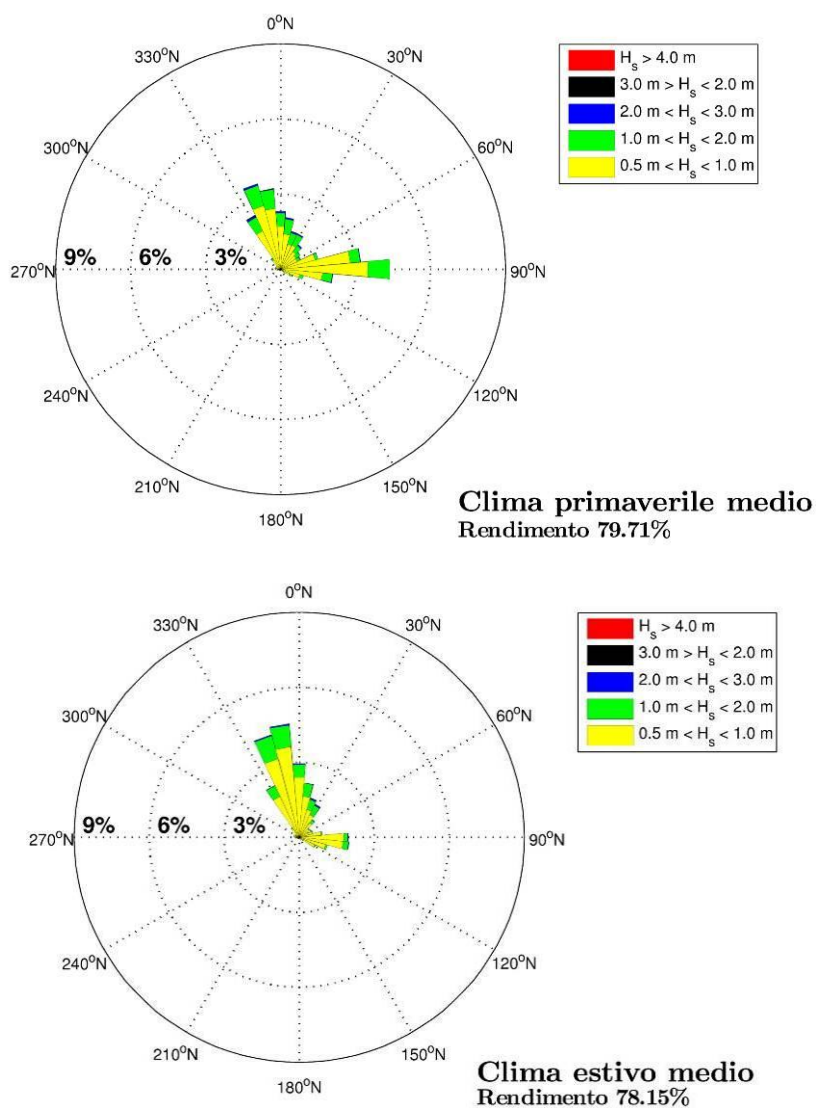 0°N
330°N
30°N
300°N
60°N
9%
6%
3%
270°N
90°N
240°N
120°N
210°N
150°N
180°N
H_s > 4.0 m
3.0 m > H_s < 2.0 m
2.0 m < H_s < 3.0 m
1.0 m < H_s < 2.0 m
0.5 m < H_s < 1.0 m
Clima primaverile medio
Rendimento 79.71%
0°N
330°N
30°N
300°N
60°N
9%
6%
3%
270°N
90°N
240°N
120°N
210°N
150°N
180°N
H_s > 4.0 m
3.0 m > H_s < 2.0 m
2.0 m < H_s < 3.0 m
1.0 m < H_s < 2.0 m
0.5 m < H_s < 1.0 m
Clima estivo medio
Rendimento 78.15%